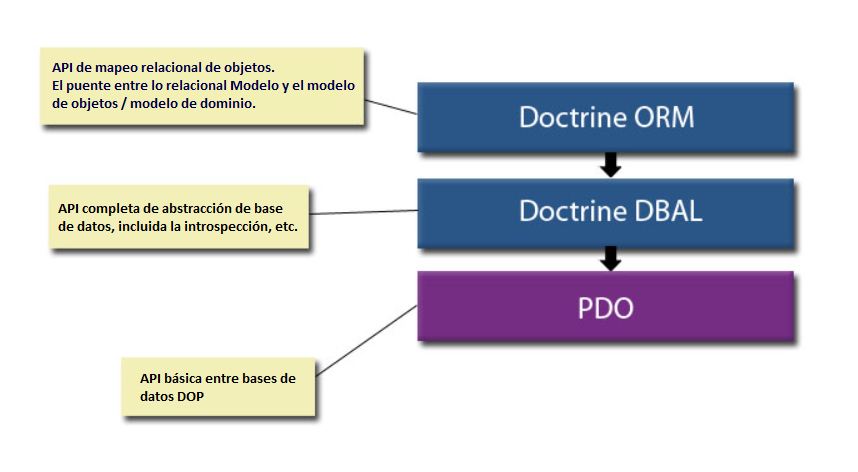 API de mapeo relacional de objetos.
El puente entre lo relacional Modelo y el modelo
de objetos / modelo de dominio.
Doctrine ORM
API completa de abstracción de base
de datos, incluida la introspección, etc.
Doctrine DBAL
PDO
API básica entre bases de
datos DOP